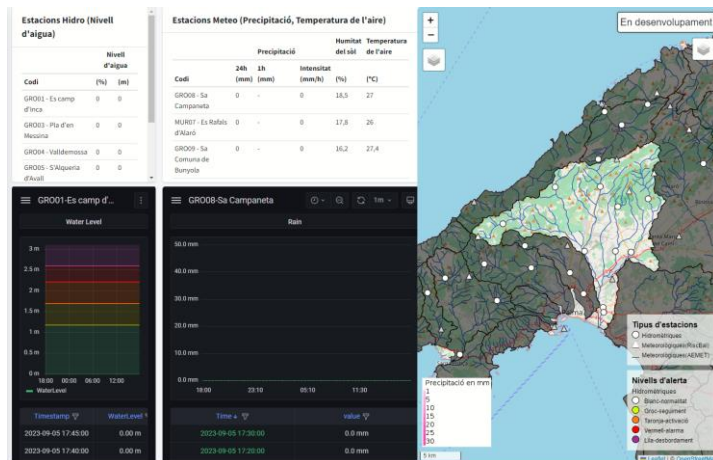 Estacions Hidro (Nivell
d'aigua)
Nivell
d'aigua
Codi (%) (m)
GRO01 - Es camp
d'Inca 0 0
GRO03 - Pla d'en
Messina 0 0
GRO04 - Valldemossa 0 0
GRO05 - S'Alqueria
d'Avall 0 0
Estacions Meteo (Precipitació, Temperatura de l'aire)
Precipitació Humitat
del sòl Temperatura
de l'aire
Codi 24h
(mm) 1h
(mm) Intensitat
(mm/h) (%) (°C)
GRO08 - Sa
Campaneta 0 - 0 18,5 27
MUR07 - Es Rafals
d'Alaró 0 - 0 17,8 26
GRO09 - Sa
Comuna de
Bunyola 0 - 0 16,2 27,4
GRO01-Es camp d'...
Water Level
3 m
2.5 m
2 m
1.5 m
1 m
0.5 m
0 m
18:00 00:00 06:00 12:00
WaterLevel
Timestamp WaterLevel
2023-09-05 17:45:00 0.00 m
2023-09-05 17:40:00 0.00 m
GRO08-Sa Campaneta
1m
Rain
50.0 mm
40.0 mm
30.0 mm
20.0 mm
10.0 mm
0.0 mm
18:00 23:10 05:10 11:30
Time value
2023-09-05 17:30:00 0.0 mm
2023-09-05 17:20:00 0.0 mm
+
−
En desenvolupament
Tipus d'estacions
Hidromètriques
Meteorològiques(RiscBal)
Meteorològiques(AEMET)
Nivells d'alerta
Hidromètriques
Blanc-normalitat
Groc-seguiment
Taronja-activació
Vermell-alarma
Lila-desbordament
Precipitació en mm
1
5
10
15
20
25
30
5 km
Leaflet | © OpenStreetMap